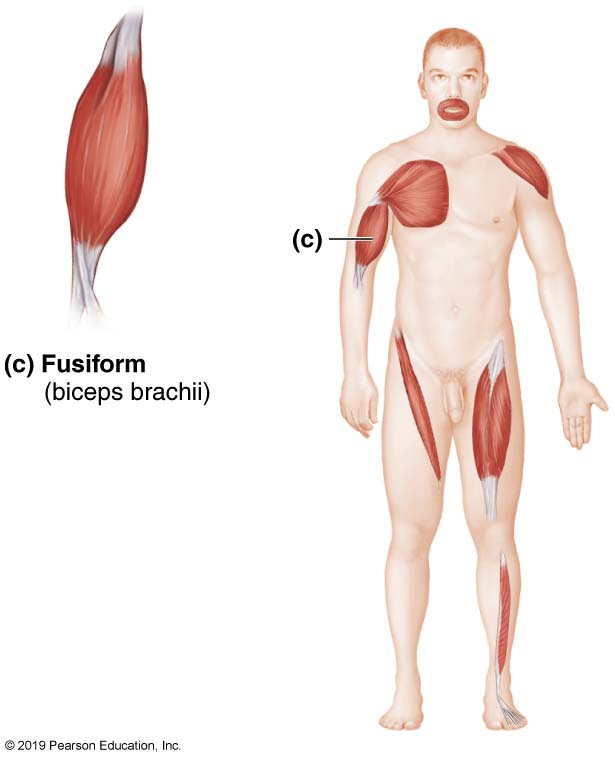 (c)
(c) Fusiform
(biceps brachii)
© 2019 Pearson Education, Inc.